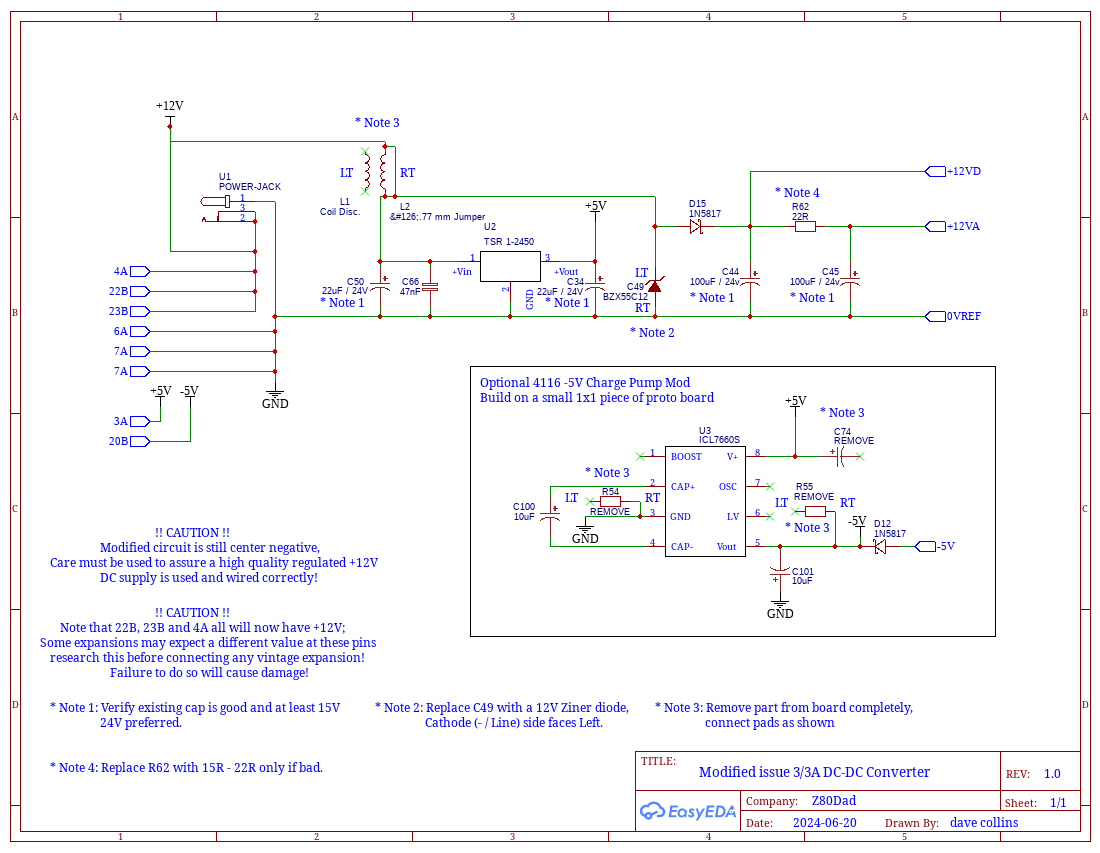 1 2 3 4 5
A
B
C
D
A
B
C
D
+12V
* Note 3
LT
RT
L1
Coil Disc.
L2
&#126;.77 mm Jumper
U1
POWER-JACK
1
3
2
4A
22B
23B
6A
7A
7A
+5V
-5V
3A
20B
GND
U2
TSR 1-2450
1
+Vin
3
+Vout
2
GND
+5V
C50
22uF / 24V
* Note 1
C66
47nF
C34
22uF / 24V
* Note 1
LT
C49
BZX55C12
RT
* Note 2
D15
1N5817
* Note 4
R62
22R
C44
100uF / 24v
* Note 1
C45
100uF / 24v
* Note 1
+12VD
+12VA
0VREF
Optional 4116 -5V Charge Pump Mod
Build on a small 1x1 piece of proto board
+5V
* Note 3
C74
REMOVE
U3
ICL7660S
1
BOOST
V+
8
2
CAP+
OSC
7
3
GND
LV
6
4
CAP-
Vout
5
* Note 3
LT
R54
RT
REMOVE
GND
C100
10uF
R55
REMOVE
LT
RT
* Note 3
-5V
D12
1N5817
-5V
C101
10uF
GND
!! CAUTION !!
Modified circuit is still center negative,
Care must be used to assure a high quality regulated +12V
DC supply is used and wired correctly!
!! CAUTION !!
Note that 22B, 23B and 4A all will now have +12V;
Some expansions may expect a different value at these pins
research this before connecting any vintage expansion!
Failure to do so will cause damage!
* Note 1: Verify existing cap is good and at least 15V
24V preferred.
* Note 2: Replace C49 with a 12V Ziner diode,
Cathode (- / Line) side faces Left.
* Note 3: Remove part from board completely,
connect pads as shown
* Note 4: Replace R62 with 15R - 22R only if bad.
TITLE:
Modified issue 3/3A DC-DC Converter
REV: 1.0
EasyEDA
Company: Z80Dad
Sheet: 1/1
Date: 2024-06-20
Drawn By: dave collins
1 2 3 4 5